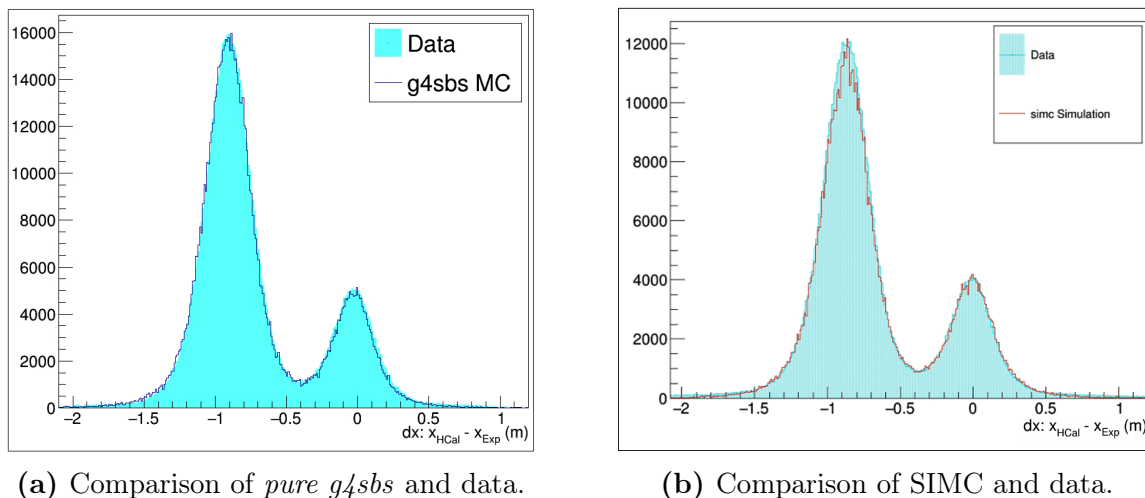 16000
14000
12000
10000
8000
6000
4000
2000
0
−2 −1.5 −1 −0.5 0 0.5 1
dx: x_HCal - x_Exp (m)
Data
g4sbs MC
(a) Comparison of pure g4sbs and data.
12000
10000
8000
6000
4000
2000
0
−2 −1.5 −1 −0.5 0 0.5 1
dx: x_HCal - x_Exp (m)
Data
simc Simulation
(b) Comparison of SIMC and data.